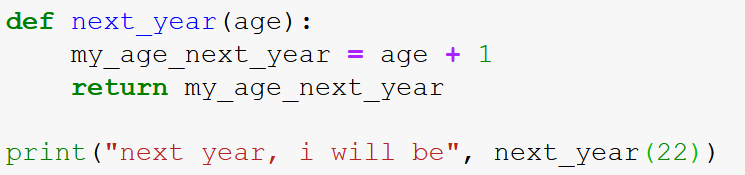 def next_year(age):
    my_age_next_year = age + 1
    return my_age_next_year
print("next year, i will be", next_year(22))